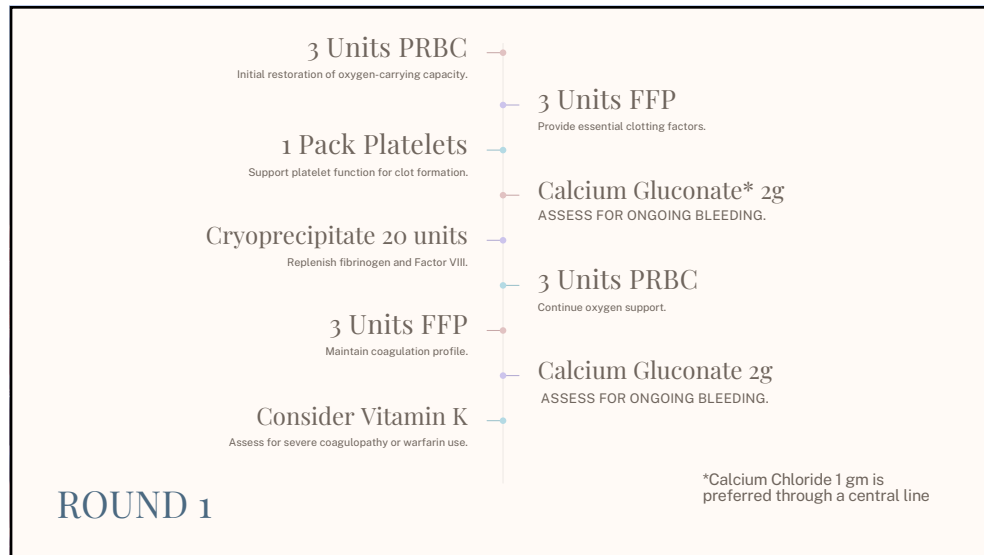 3 Units PRBC
Initial restoration of oxygen-carrying capacity.
3 Units FFP
Provide essential clotting factors.
1 Pack Platelets
Support platelet function for clot formation.
Calcium Gluconate* 2g
ASSESS FOR ONGOING BLEEDING.
Cryoprecipitate 20 units
Replenish fibrinogen and Factor VIII.
3 Units PRBC
Continue oxygen support.
3 Units FFP
Maintain coagulation profile.
Calcium Gluconate 2g
ASSESS FOR ONGOING BLEEDING.
Consider Vitamin K
Assess for severe coagulopathy or warfarin use.
ROUND 1
*Calcium Chloride 1 gm is
preferred through a central line